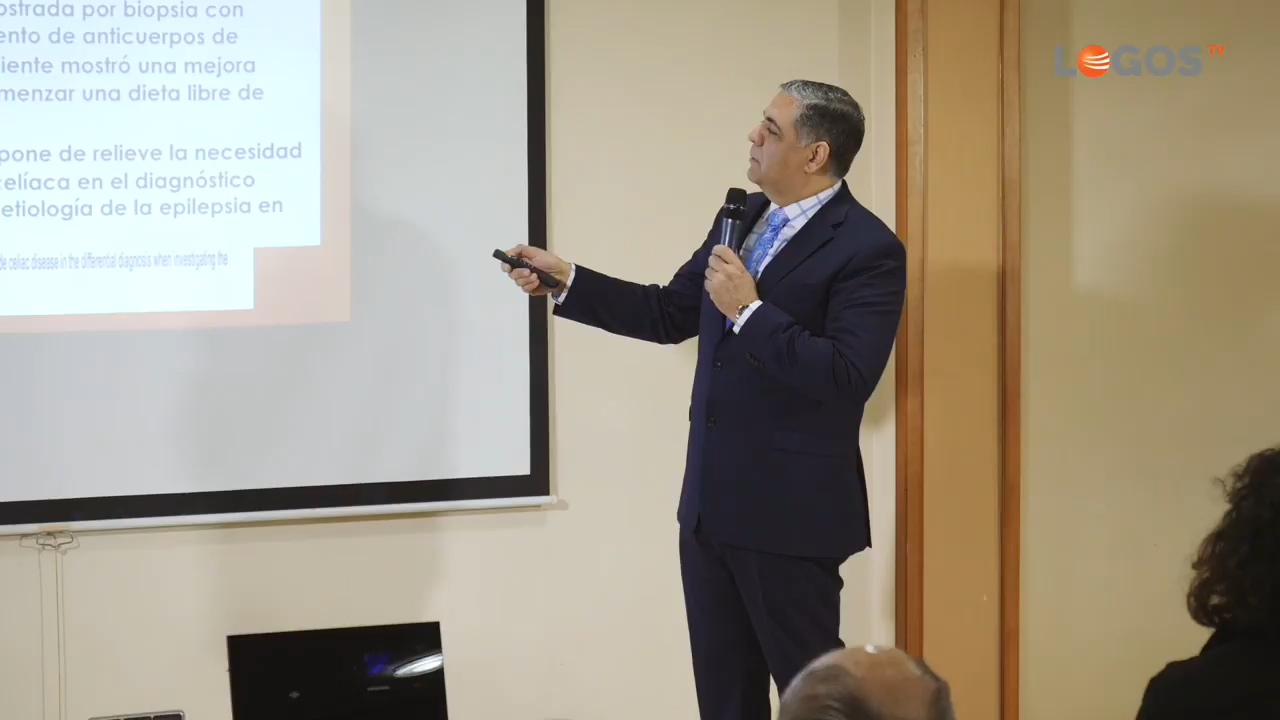 ostrada por biopsia con
ento de anticuerpos de
iente mostró una mejora
menzar una dieta libre de
pone de relieve la necesidad
celíaca en el diagnóstico
etiología de la epilepsia en
de celiac disease in the differential diagnosis when investigating the
LOGOS TV